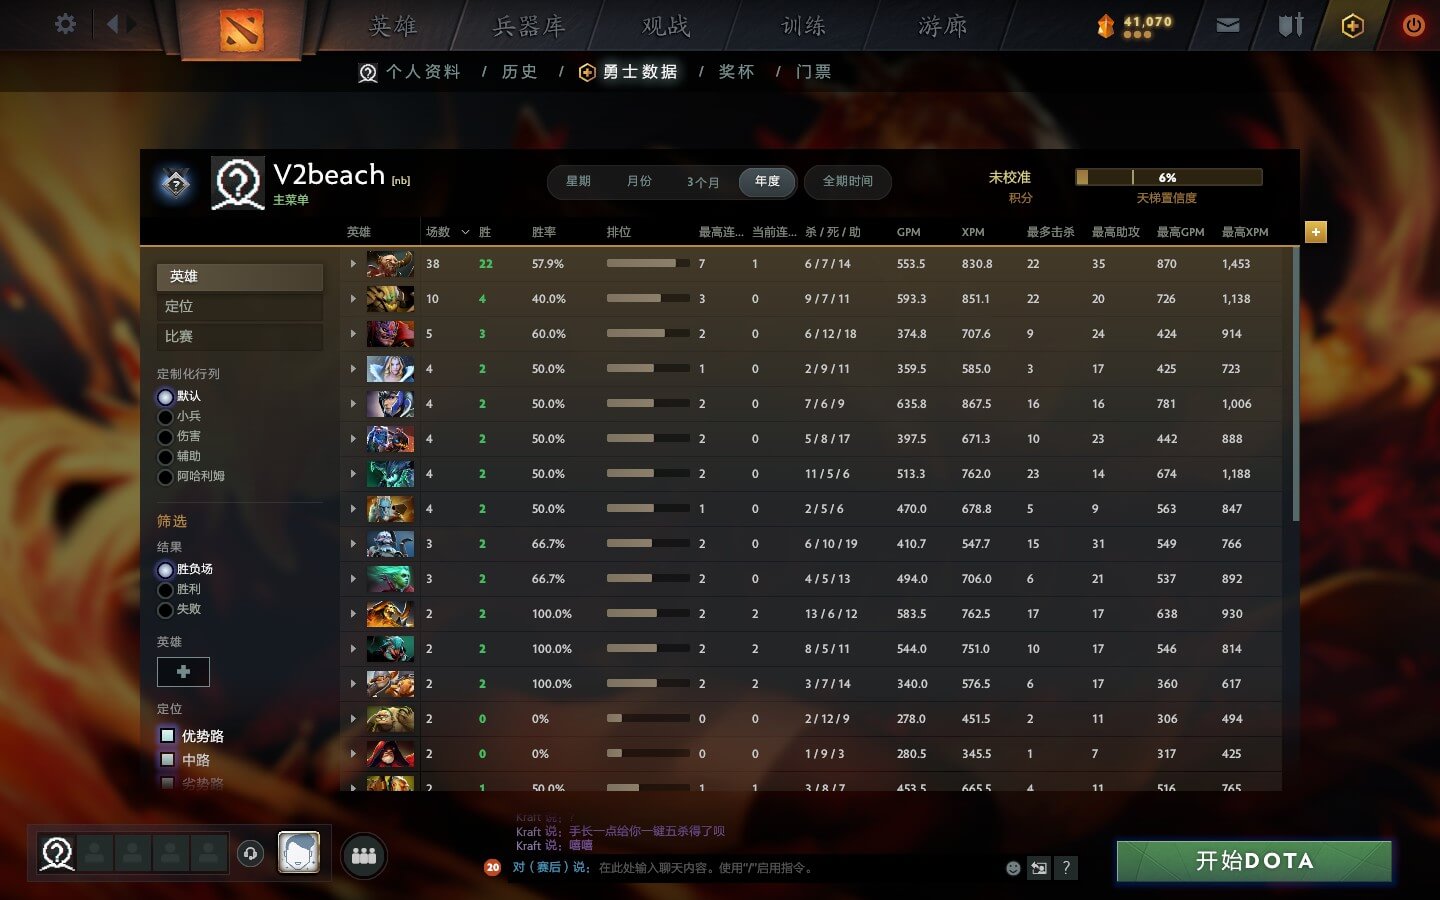 英雄 兵器库 观战 训练 游廊 41,070
个人资料 / 历史 / 勇士数据 / 奖杯 / 门票
V2beach [nb]
主菜单
星期 月份 3个月 年度 全期时间
未校准
积分
6%
天梯置信度
英雄 场数 胜 胜率 排位 最高连... 当前连... 杀 / 死 / 助 GPM XPM 最多击杀 最高助攻 最高GPM 最高XPM
38 22 57.9% 7 1 6 / 7 / 14 553.5 830.8 22 35 870 1,453
10 4 40.0% 3 0 9 / 7 / 11 593.3 851.1 22 20 726 1,138
5 3 60.0% 2 0 6 / 12 / 18 374.8 707.6 9 24 424 914
4 2 50.0% 1 0 2 / 9 / 11 359.5 585.0 3 17 425 723
4 2 50.0% 2 0 7 / 6 / 9 635.8 867.5 16 16 781 1,006
4 2 50.0% 2 0 5 / 8 / 17 397.5 671.3 10 23 442 888
4 2 50.0% 2 0 11 / 5 / 6 513.3 762.0 23 14 674 1,188
4 2 50.0% 1 0 2 / 5 / 6 470.0 678.8 5 9 563 847
3 2 66.7% 2 0 6 / 10 / 19 410.7 547.7 15 31 549 766
3 2 66.7% 2 0 4 / 5 / 13 494.0 706.0 6 21 537 892
2 2 100.0% 2 2 13 / 6 / 12 583.5 762.5 17 17 638 930
2 2 100.0% 2 2 8 / 5 / 11 544.0 751.0 10 17 546 814
2 2 100.0% 2 2 3 / 7 / 14 340.0 576.5 6 17 360 617
2 0 0% 0 0 2 / 12 / 9 278.0 451.5 2 11 306 494
2 0 0% 0 0 1 / 9 / 3 280.5 345.5 1 7 317 425
2 1 50.0% 1 1 3 / 8 / 7 453.5 665.5 4 11 516 765
英雄
定位
比赛
定制化行列
默认
小兵
伤害
辅助
阿哈利姆
筛选
结果
胜负场
胜利
失败
英雄
定位
优势路
中路
劣势路
Kraft 说: ?
Kraft 说: 手长一点给你一键五杀得了呗
Kraft 说: 嘻嘻
20 对（赛后）说: 在此处输入聊天内容。使用“/”启用指令。
?
开始DOTA